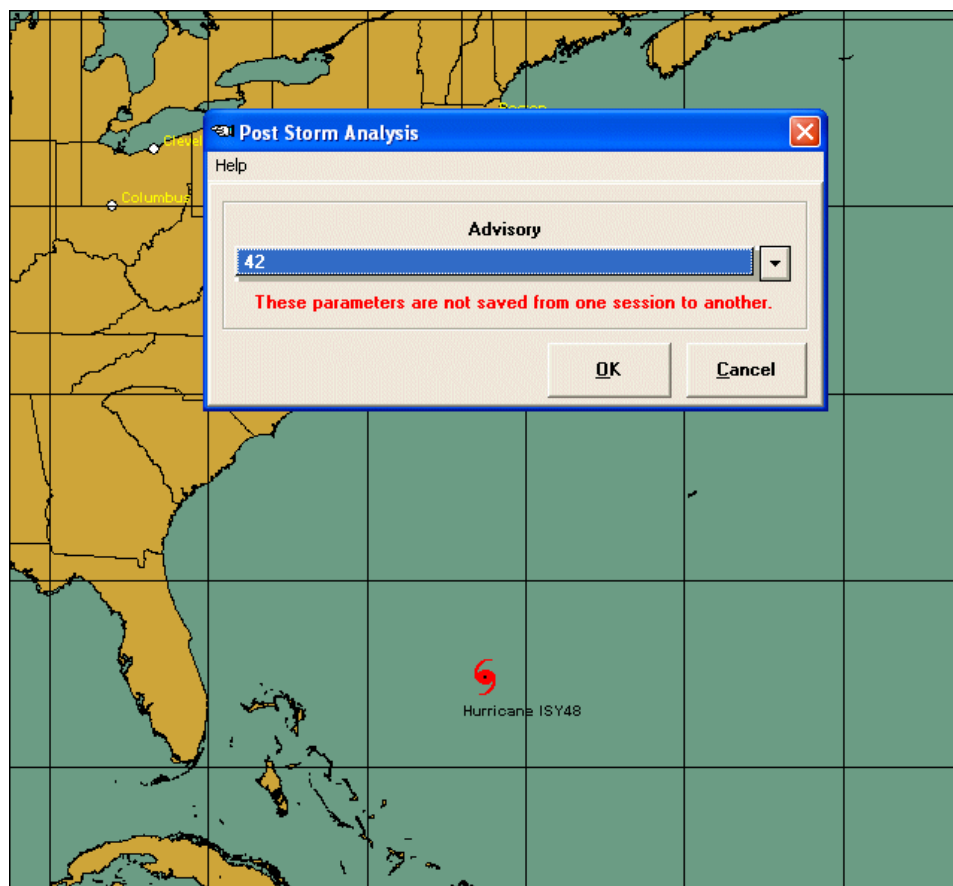 Region
Post Storm Analysis
Help
Columbus
Advisory
42
These parameters are not saved from one session to another.
OK
Cancel
Hurricane ISY48